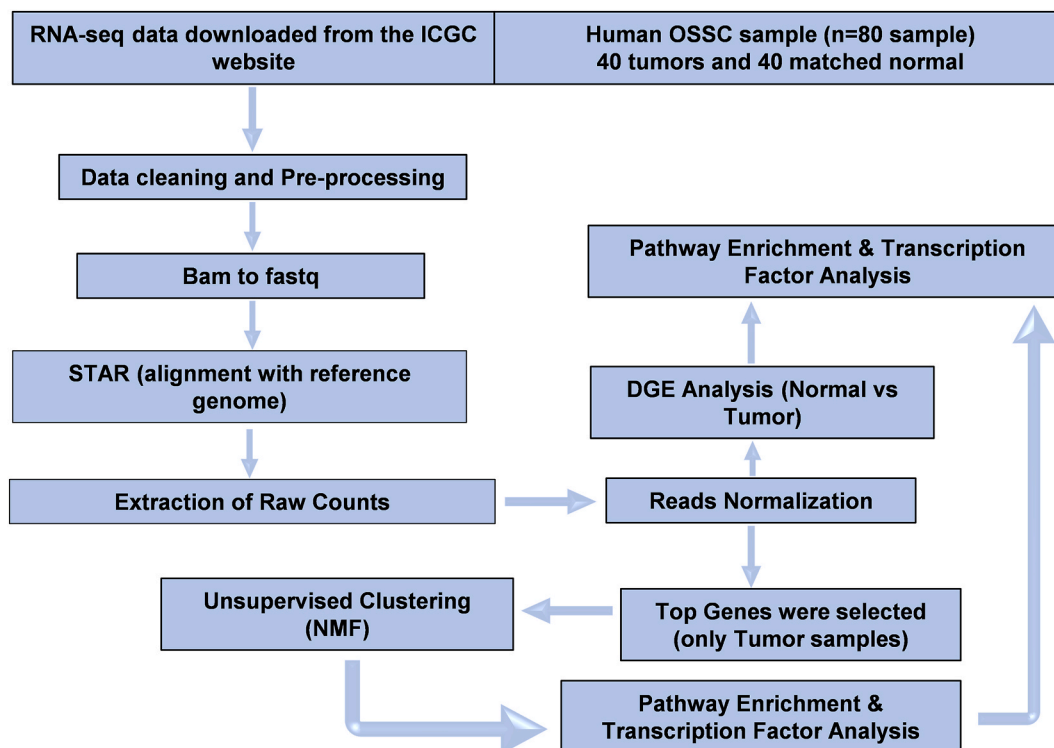 RNA-seq data downloaded from the ICGC
website
Human OSSC sample (n=80 sample)
40 tumors and 40 matched normal
Data cleaning and Pre-processing
Bam to fastq
STAR (alignment with reference
genome)
Extraction of Raw Counts
Reads Normalization
DGE Analysis (Normal vs
Tumor)
Pathway Enrichment & Transcription
Factor Analysis
Top Genes were selected
(only Tumor samples)
Unsupervised Clustering
(NMF)
Pathway Enrichment &
Transcription Factor Analysis